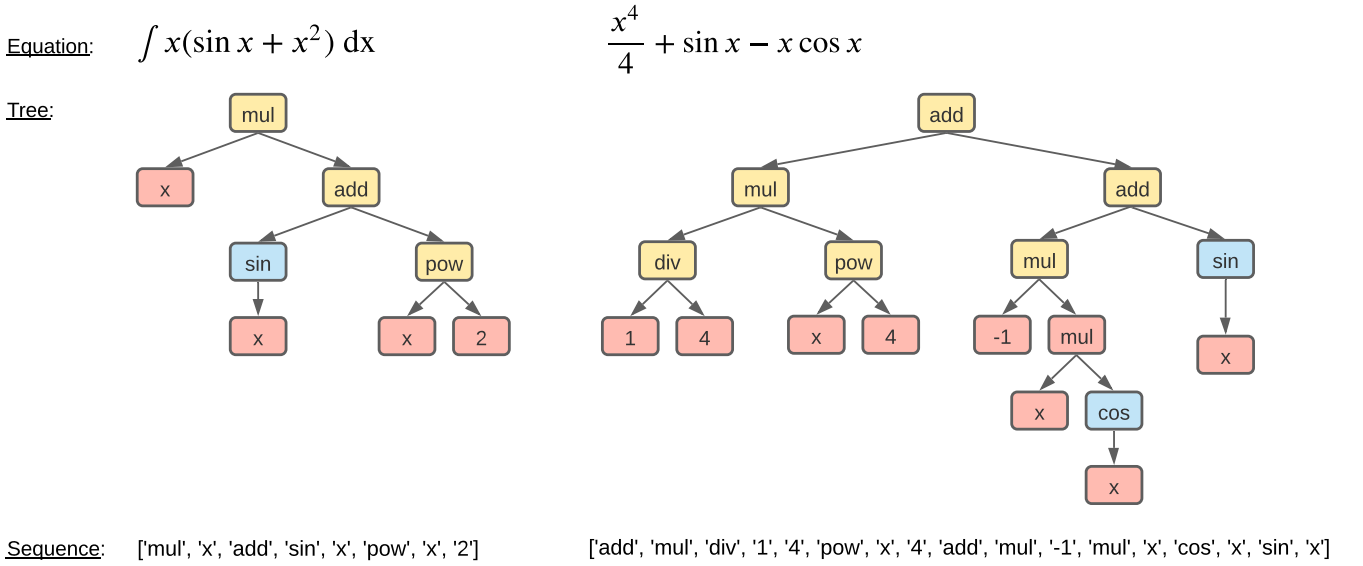 Equation: ∫ x(sin x + x²) dx    x⁴/4 + sin x − x cos x
Tree:
mul add
x add mul add
sin pow div pow mul sin
x x 2 1 4 x 4 -1 mul x
x cos
x
Sequence: ['mul', 'x', 'add', 'sin', 'x', 'pow', 'x', '2'] ['add', 'mul', 'div', '1', '4', 'pow', 'x', '4', 'add', 'mul', '-1', 'mul', 'x', 'cos', 'x', 'sin', 'x']